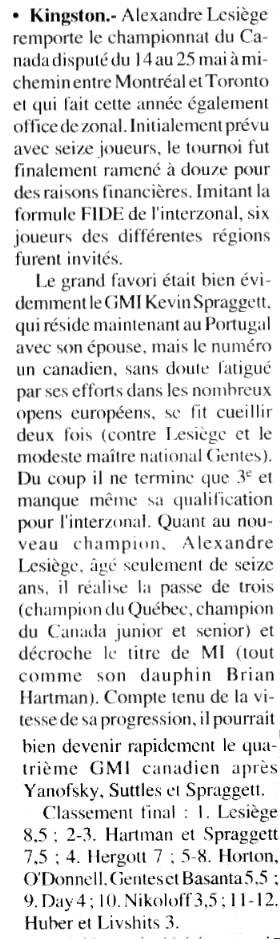 • Kingston.- Alexandre Lesiège
remporte le championnat du Ca-
nada disputé du 14 au 25 mai à mi-
chemin entre Montréal et Toronto
et qui fait cette année également
office de zonal. Initialement prévu
avec seize joueurs, le tournoi fut
finalement ramené à douze pour
des raisons financières. Imitant la
formule FIDE de l'interzonal, six
joueurs des différentes régions
furent invités.
Le grand favori était bien évi-
demment le GMI Kevin Spraggett,
qui réside maintenant au Portugal
avec son épouse, mais le numéro
un canadien, sans doute fatigué
par ses efforts dans les nombreux
opens européens, se fit cueillir
deux fois (contre Lesiège et le
modeste maître national Gentes).
Du coup il ne termine que 3e et
manque même sa qualification
pour l'interzonal. Quant au nou-
veau champion, Alexandre
Lesiège, âgé seulement de seize
ans, il réalise la passe de trois
(champion du Québec, champion
du Canada junior et senior) et
décroche le titre de MI (tout
comme son dauphin Brian
Hartman). Compte tenu de la vi-
tesse de sa progression, il pourrait
bien devenir rapidement le qua-
trième GMI canadien après
Yanofsky, Suttles et Spraggett.
Classement final : 1. Lesiège
8,5 ; 2-3. Hartman et Spraggett
7,5 ; 4. Hergott 7 ; 5-8. Horton,
O'Donnell, Gentes et Basanta 5,5 ;
9. Day 4 ; 10. Nikoloff 3,5 ; 11-12.
Huber et Livshits 3.